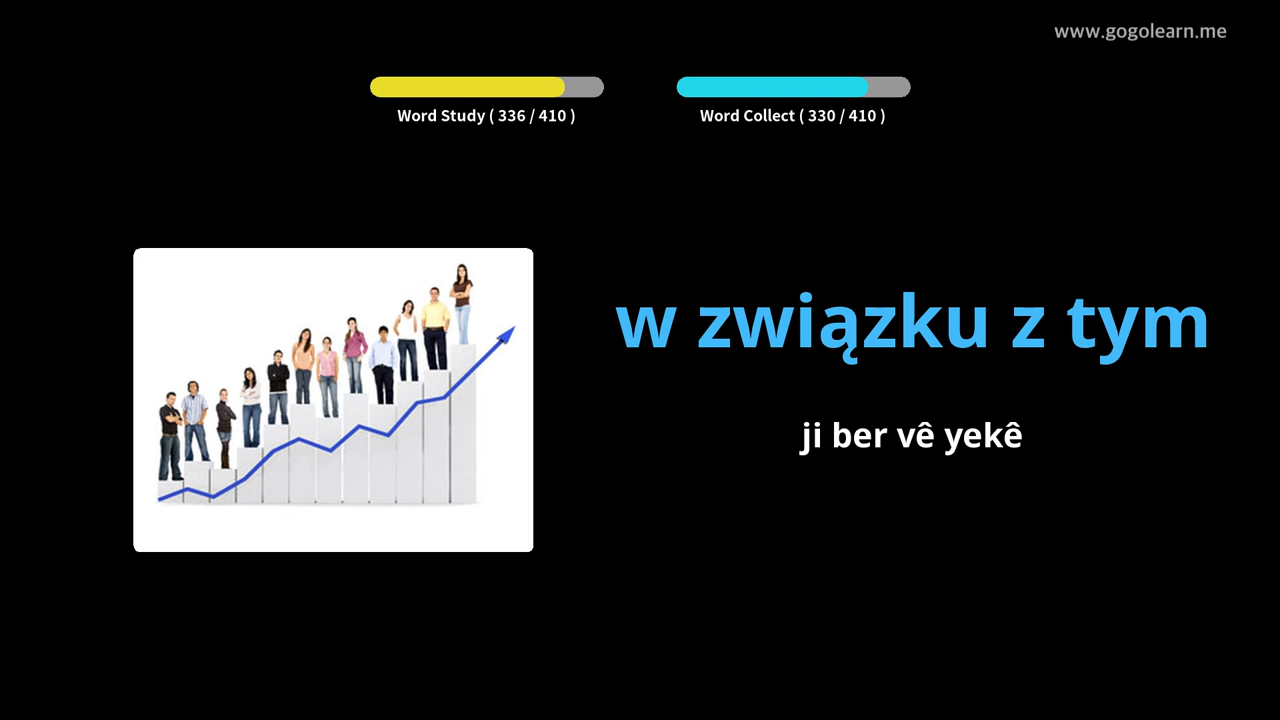 www.gogolearn.me
Word Study ( 336 / 410 )
Word Collect ( 330 / 410 )
w związku z tym
ji ber vê yekê